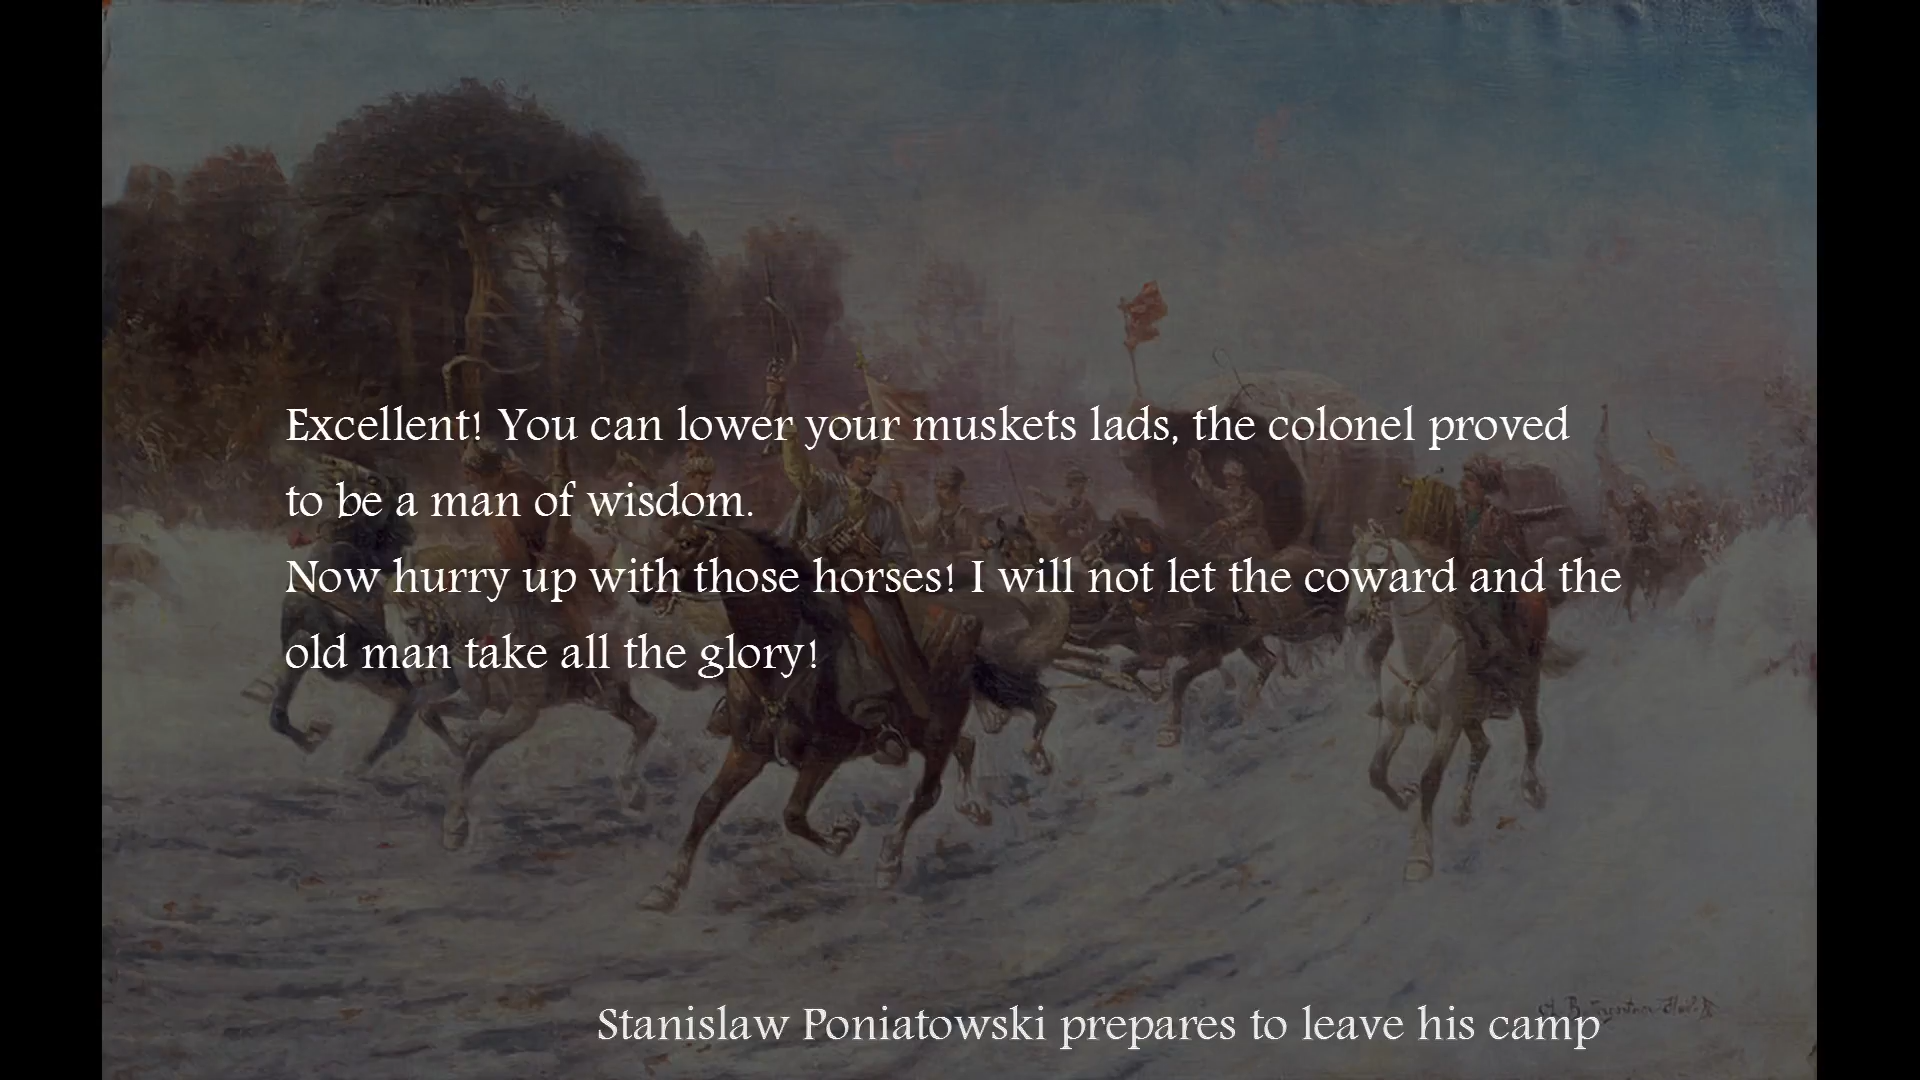 Excellent! You can lower your muskets lads, the colonel proved
to be a man of wisdom.
Now hurry up with those horses! I will not let the coward and the
old man take all the glory!
Stanislaw Poniatowski prepares to leave his camp